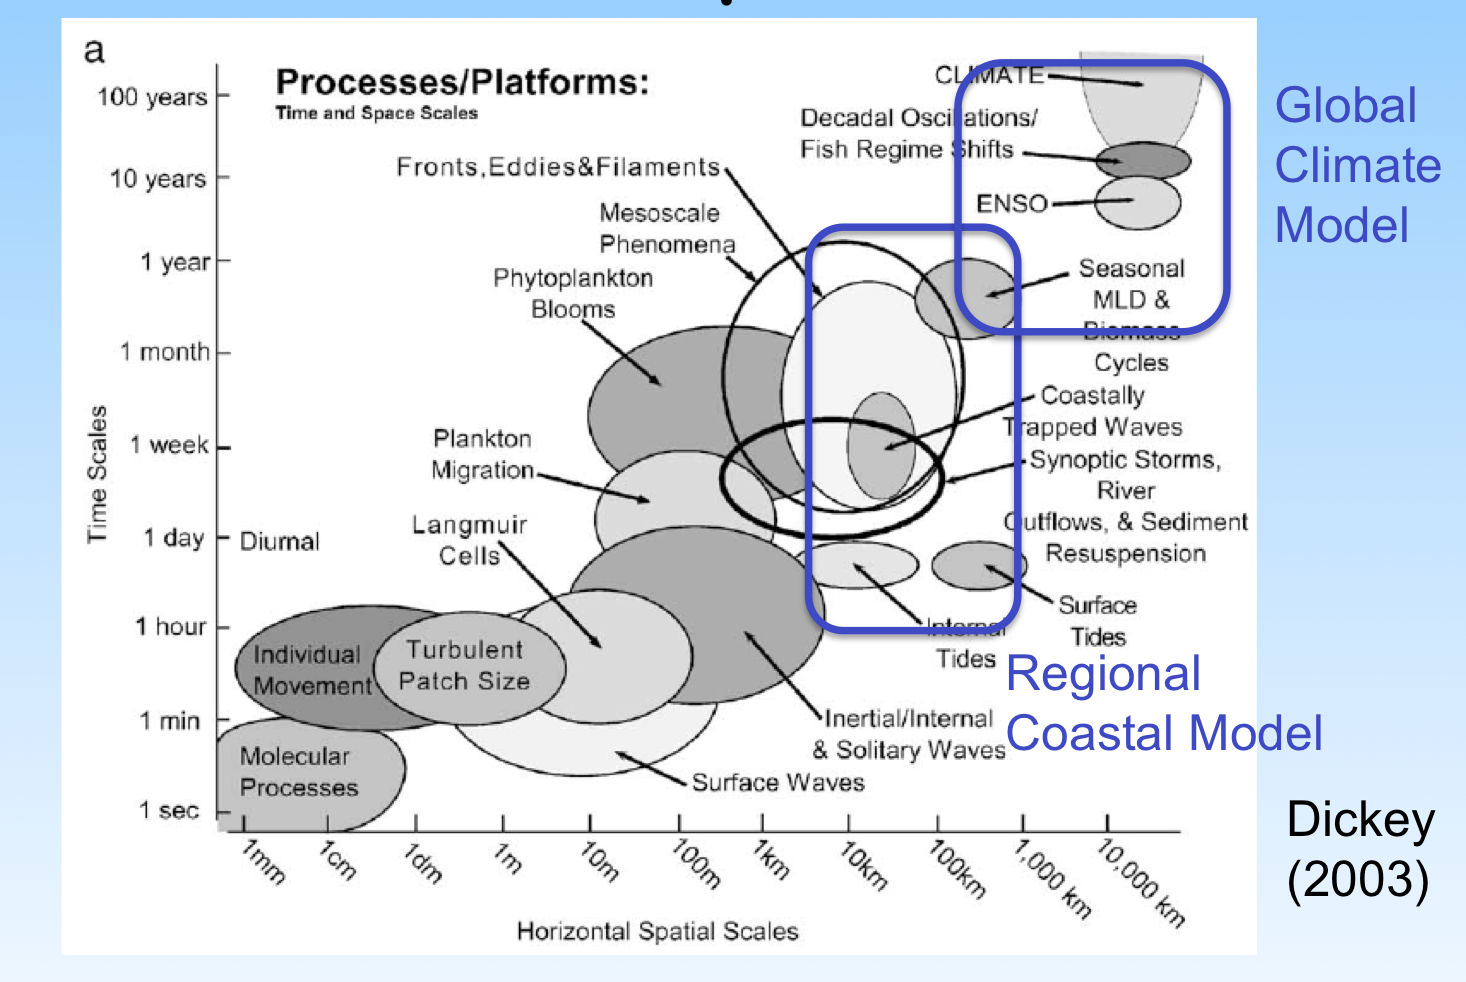 a
Processes/Platforms:
Time and Space Scales
100 years
10 years
1 year
1 month
1 week
1 day
1 hour
1 min
1 sec
Time Scales
Diurnal
CLIMATE
Decadal Oscillations/
Fish Regime Shifts
ENSO
Fronts,Eddies&Filaments
Mesoscale
Phenomena
Phytoplankton
Blooms
Seasonal
MLD &
Biomass
Cycles
Coastally
Trapped Waves
Plankton
Migration
Synoptic Storms,
River
Outflows, & Sediment
Resuspension
Langmuir
Cells
Surface
Tides
Internal
Tides
Individual
Movement
Turbulent
Patch Size
Inertial/Internal
& Solitary Waves
Molecular
Processes
Surface Waves
1mm
1cm
1dm
1m
10m
100m
1km
10km
100km
1,000 km
10,000 km
Horizontal Spatial Scales
Global
Climate
Model
Regional
Coastal Model
Dickey
(2003)